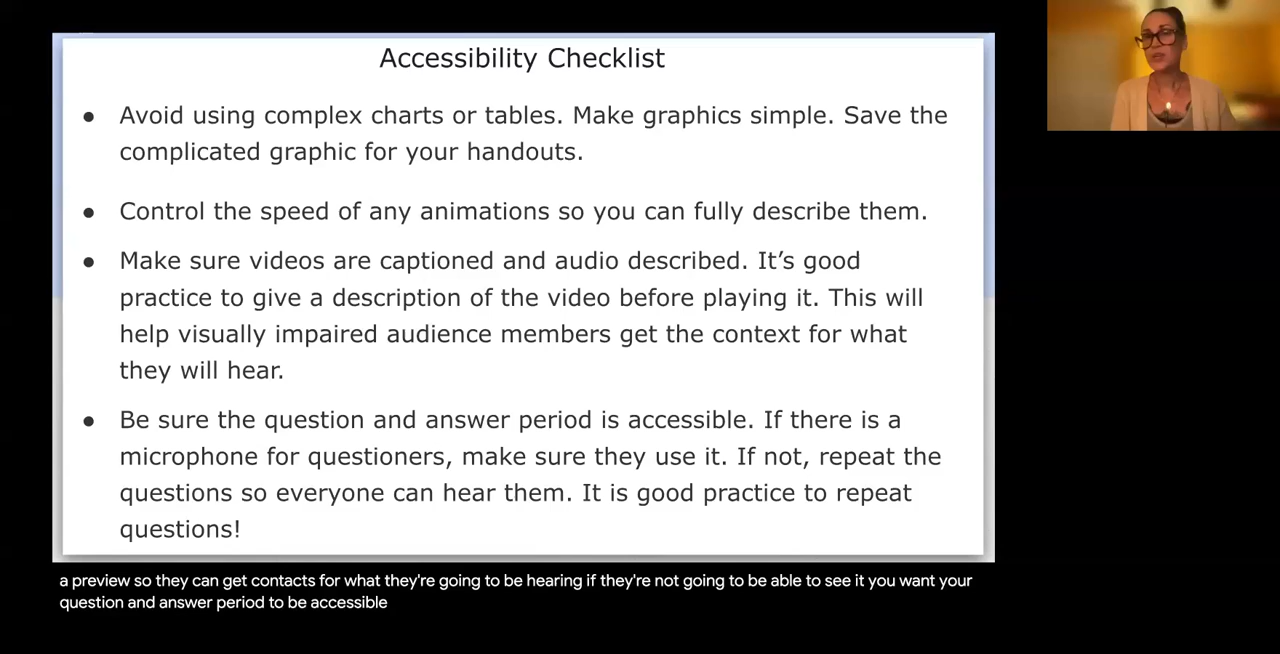 Accessibility Checklist
● Avoid using complex charts or tables. Make graphics simple. Save the
complicated graphic for your handouts.
● Control the speed of any animations so you can fully describe them.
● Make sure videos are captioned and audio described. It’s good
practice to give a description of the video before playing it. This will
help visually impaired audience members get the context for what
they will hear.
● Be sure the question and answer period is accessible. If there is a
microphone for questioners, make sure they use it. If not, repeat the
questions so everyone can hear them. It is good practice to repeat
questions!
a preview so they can get contacts for what they're going to be hearing if they're not going to be able to see it you want your
question and answer period to be accessible